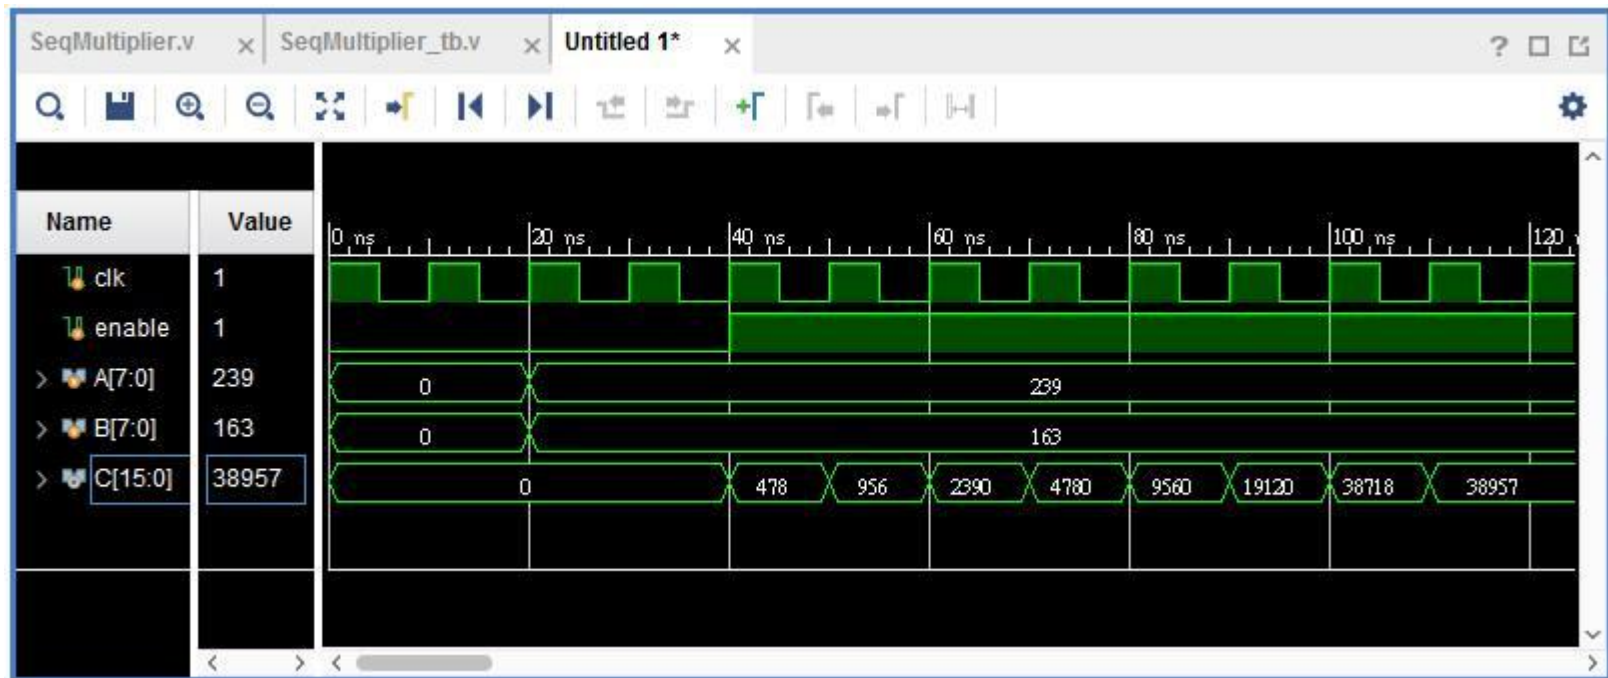 SeqMultiplier.v × SeqMultiplier_tb.v × Untitled 1* ×
?
Name Value
0 ns 20 ns 40 ns 60 ns 80 ns 100 ns 120
clk 1
enable 1
A[7:0] 239 0 239
B[7:0] 163 0 163
C[15:0] 38957 0 478 956 2390 4780 9560 19120 38718 38957